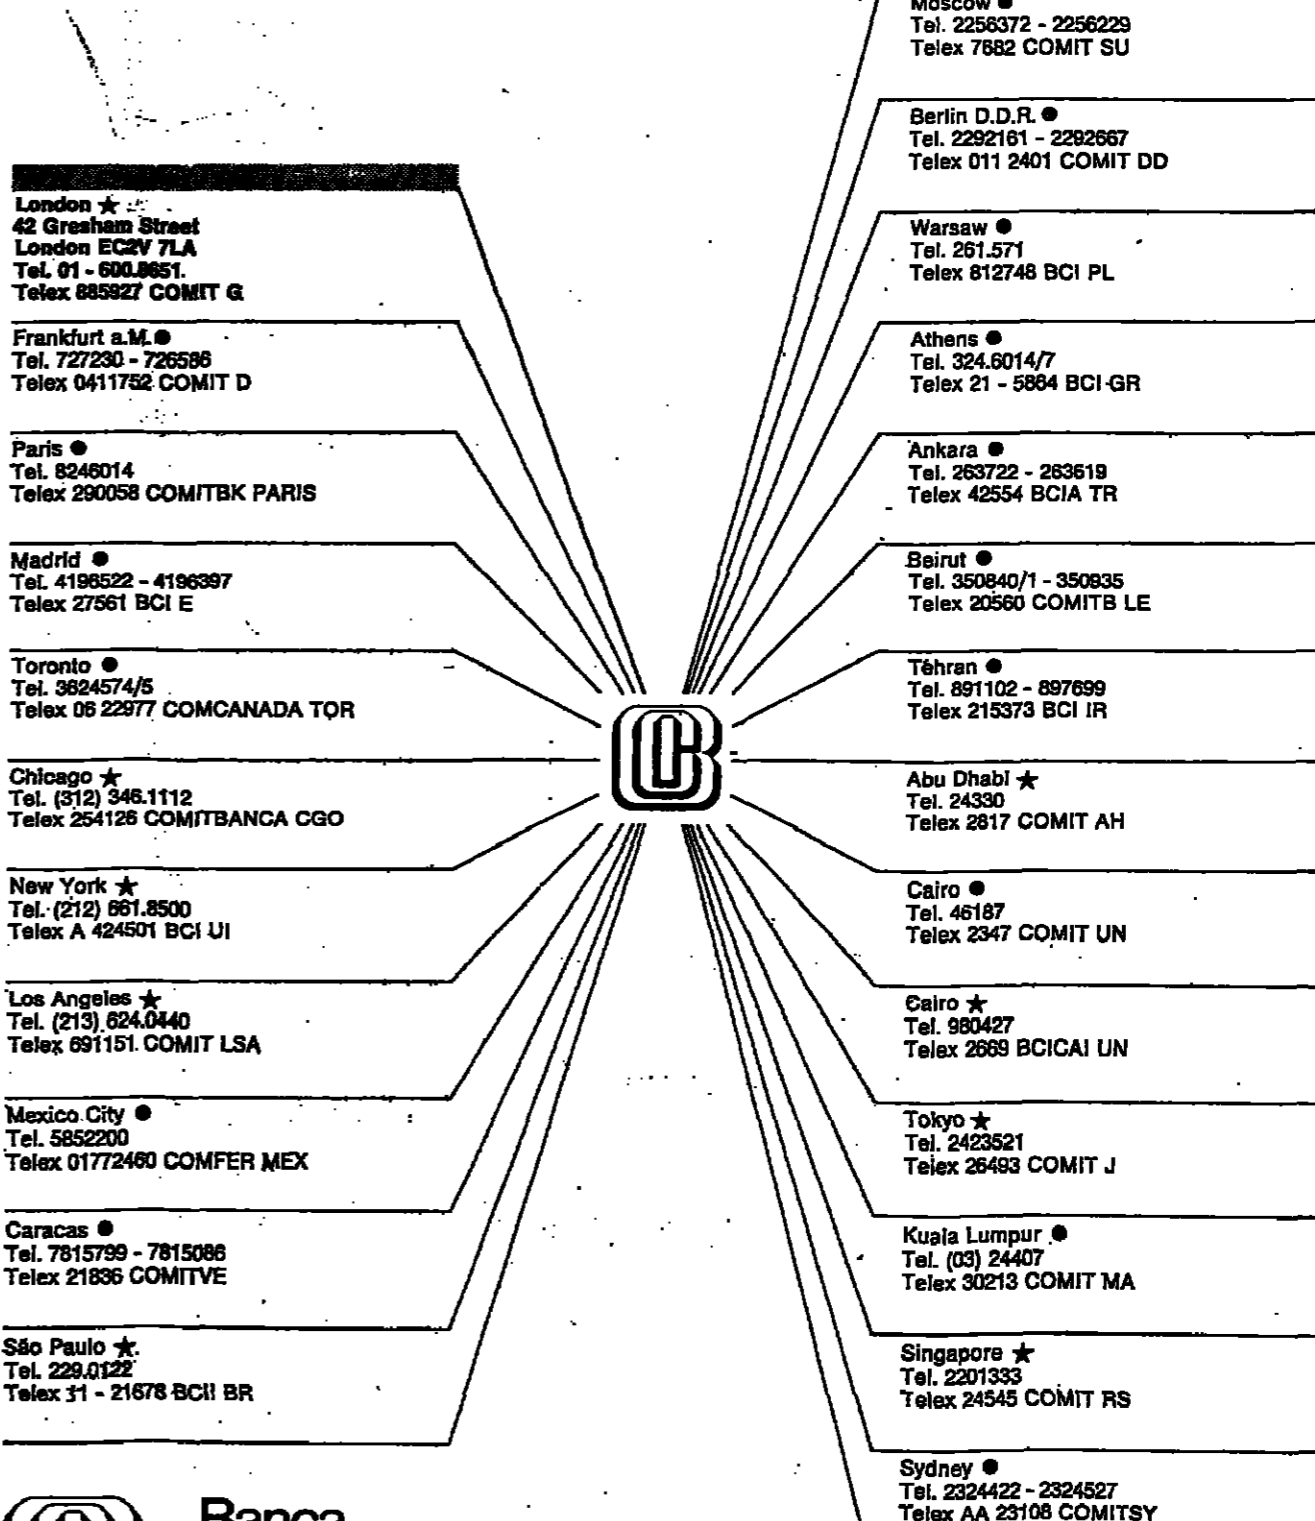 London ★
42 Gresham Street
London EC2V 7LA
Tel. 01 - 600.8651.
Telex 885927 COMIT G
Frankfurt a.M. ●
Tel. 727230 - 726586
Telex 0411752 COMIT D
Paris ●
Tel. 8246014
Telex 290058 COMITBK PARIS
Madrid ●
Tel. 4196522 - 4196397
Telex 27561 BCI E
Toronto ●
Tel. 3624574/5
Telex 06 22977 COMCANADA TOR
Chicago ★
Tel. (312) 346.1112
Telex 254126 COMITBANCA CGO
New York ★
Tel. (212) 661.8500
Telex A 424501 BCI UI
Los Angeles ★
Tel. (213) 624.0440
Telex 691151 COMIT LSA
Mexico City ●
Tel. 5852200
Telex 01772460 COMFER MEX
Caracas ●
Tel. 7815799 - 7815086
Telex 21836 COMITVE
São Paulo ★
Tel. 229.0122
Telex 31 - 21678 BCII BR
Banca
Moscow ●
Tel. 2256372 - 2256229
Telex 7682 COMIT SU
Berlin D.D.R. ●
Tel. 2292161 - 2292667
Telex 011 2401 COMIT DD
Warsaw ●
Tel. 261.571
Telex 812748 BCI PL
Athens ●
Tel. 324.6014/7
Telex 21 - 5884 BCI GR
Ankara ●
Tel. 263722 - 263619
Telex 42554 BCIA TR
Beirut ●
Tel. 350840/1 - 350935
Telex 20560 COMITB LE
Téhran ●
Tel. 891102 - 897699
Telex 215373 BCI IR
Abu Dhabi ★
Tel. 24330
Telex 2817 COMIT AH
Cairo ●
Tel. 46187
Telex 2347 COMIT UN
Cairo ★
Tel. 980427
Telex 2669 BCICAI UN
Tokyo ★
Tel. 2423521
Telex 26493 COMIT J
Kuala Lumpur ●
Tel. (03) 24407
Telex 30213 COMIT MA
Singapore ★
Tel. 2201333
Telex 24545 COMIT RS
Sydney ●
Tel. 2324422 - 2324527
Telex AA 23108 COMITSY